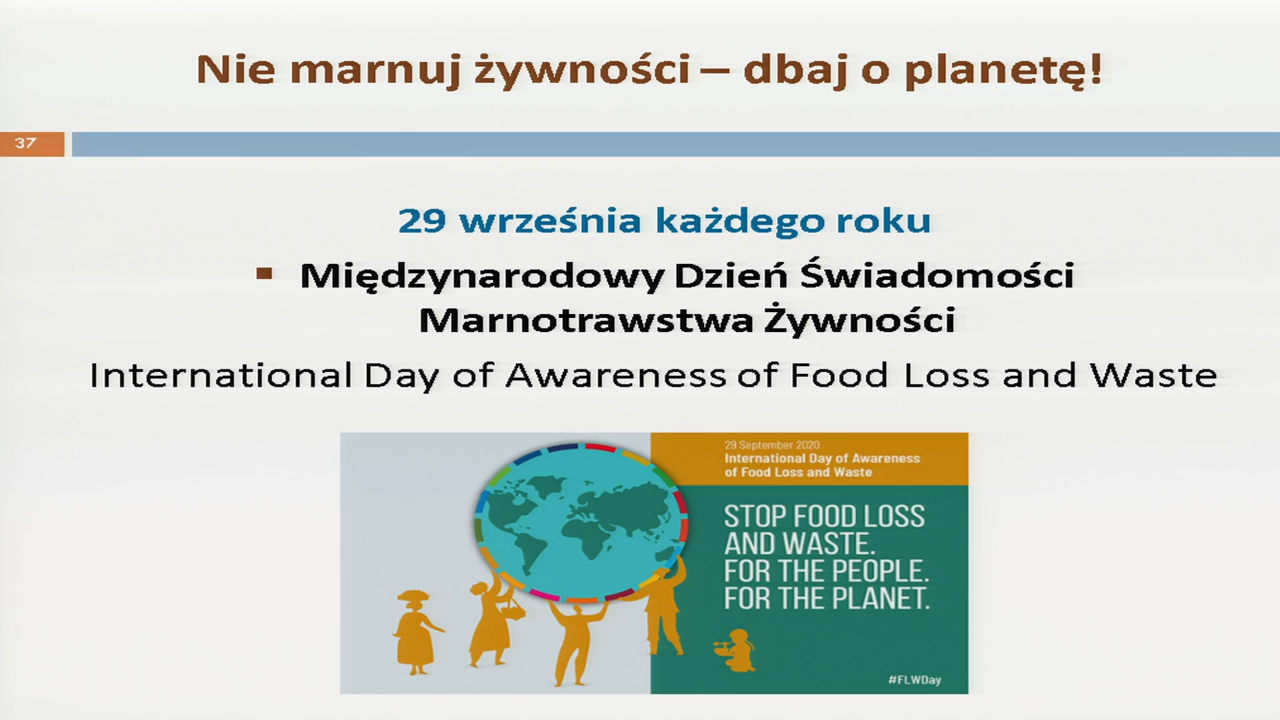 Nie marnuj żywności – dbaj o planetę!
37
29 września każdego roku
▪ Międzynarodowy Dzień Świadomości
Marnotrawstwa Żywności
International Day of Awareness of Food Loss and Waste
29 September 2020
International Day of Awareness
of Food Loss and Waste
STOP FOOD LOSS
AND WASTE.
FOR THE PEOPLE.
FOR THE PLANET.
#FLWDay